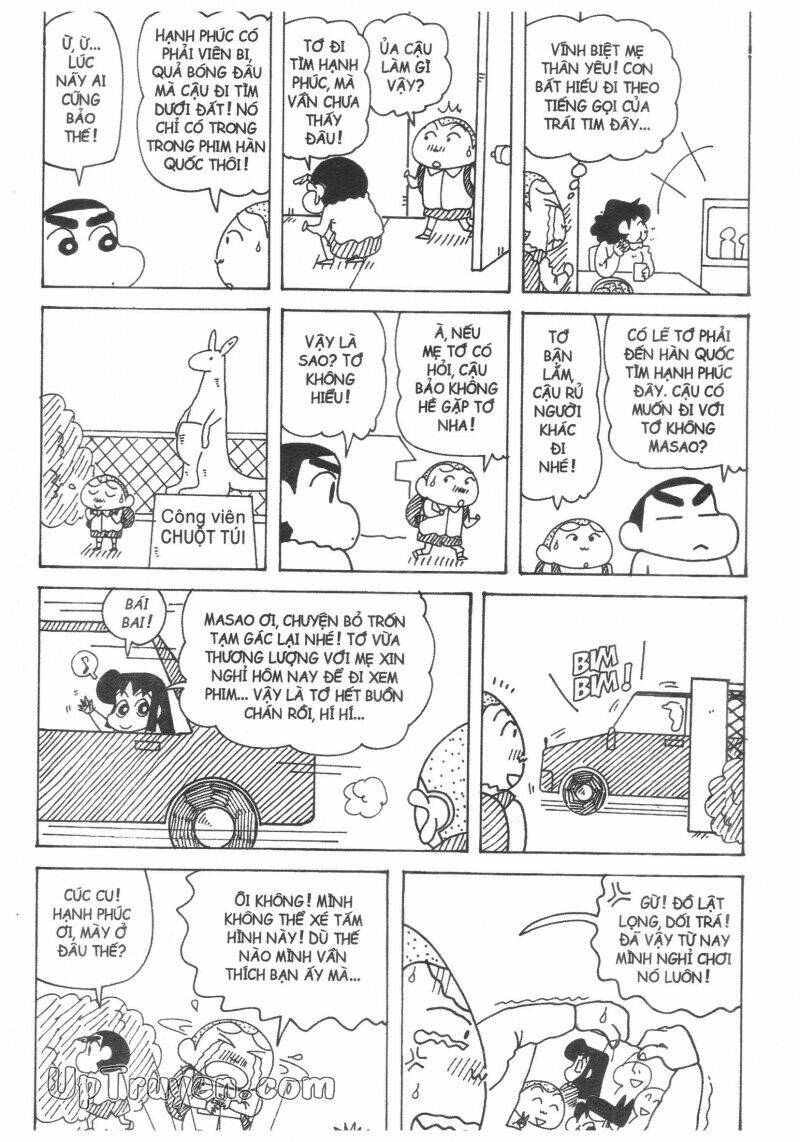 VĨNH BIỆT MẸ
THÂN YÊU! CON
BẤT HIẾU ĐI THEO
TIẾNG GỌI CỦA
TRÁI TIM ĐÂY...
ỦA CẬU
LÀM GÌ
VẬY?
TỚ ĐI
TÌM HẠNH
PHÚC, MÀ
VẪN CHƯA
THẤY
ĐÂU!
HẠNH PHÚC CÓ
PHẢI VIÊN BI,
QUẢ BÓNG ĐÂU
MÀ CẬU ĐI TÌM
DƯỚI ĐẤT! NÓ
CHỈ CÓ TRONG
TRONG PHIM HÀN
QUỐC THÔI!
Ừ, Ừ...
LÚC
NÃY AI
CŨNG
BẢO
THẾ!
CÓ LẼ TỚ PHẢI
ĐẾN HÀN QUỐC
TÌM HẠNH PHÚC
ĐÂY. CẬU CÓ
MUỐN ĐI VỚI
TỚ KHÔNG
MASAO?
TỚ
BẬN
LẮM,
CẬU RỦ
NGƯỜI
KHÁC
ĐI
NHÉ!
À, NẾU
MẸ TỚ CÓ
HỎI, CẬU
BẢO KHÔNG
HỀ GẶP TỚ
NHA!
VẬY LÀ
SAO? TỚ
KHÔNG
HIỂU!
Công viên
CHUỘT TÚI
BIM
BIM!
MASAO ƠI, CHUYỆN BỎ TRỐN
TẠM GÁC LẠI NHÉ! TỚ VỪA
THƯƠNG LƯỢNG VỚI MẸ XIN
NGHỈ HÔM NAY ĐỂ ĐI XEM
PHIM... VẬY LÀ TỚ HẾT BUỒN
CHÁN RỒI, HÍ HÍ...
BÁI
BAI!
GỪ! ĐỒ LẬT
LỌNG, DỐI TRÁ!
ĐÃ VẬY TỪ NAY
MÌNH NGHỈ CHƠI
NÓ LUÔN!
ÔI KHÔNG! MÌNH
KHÔNG THỂ XÉ TẤM
HÌNH NÀY! DÙ THẾ
NÀO MÌNH VẪN
THÍCH BẠN ẤY MÀ...
CÚC CU!
HẠNH PHÚC
ƠI, MÀY Ở
ĐÂU THẾ?
UpTruyen.com